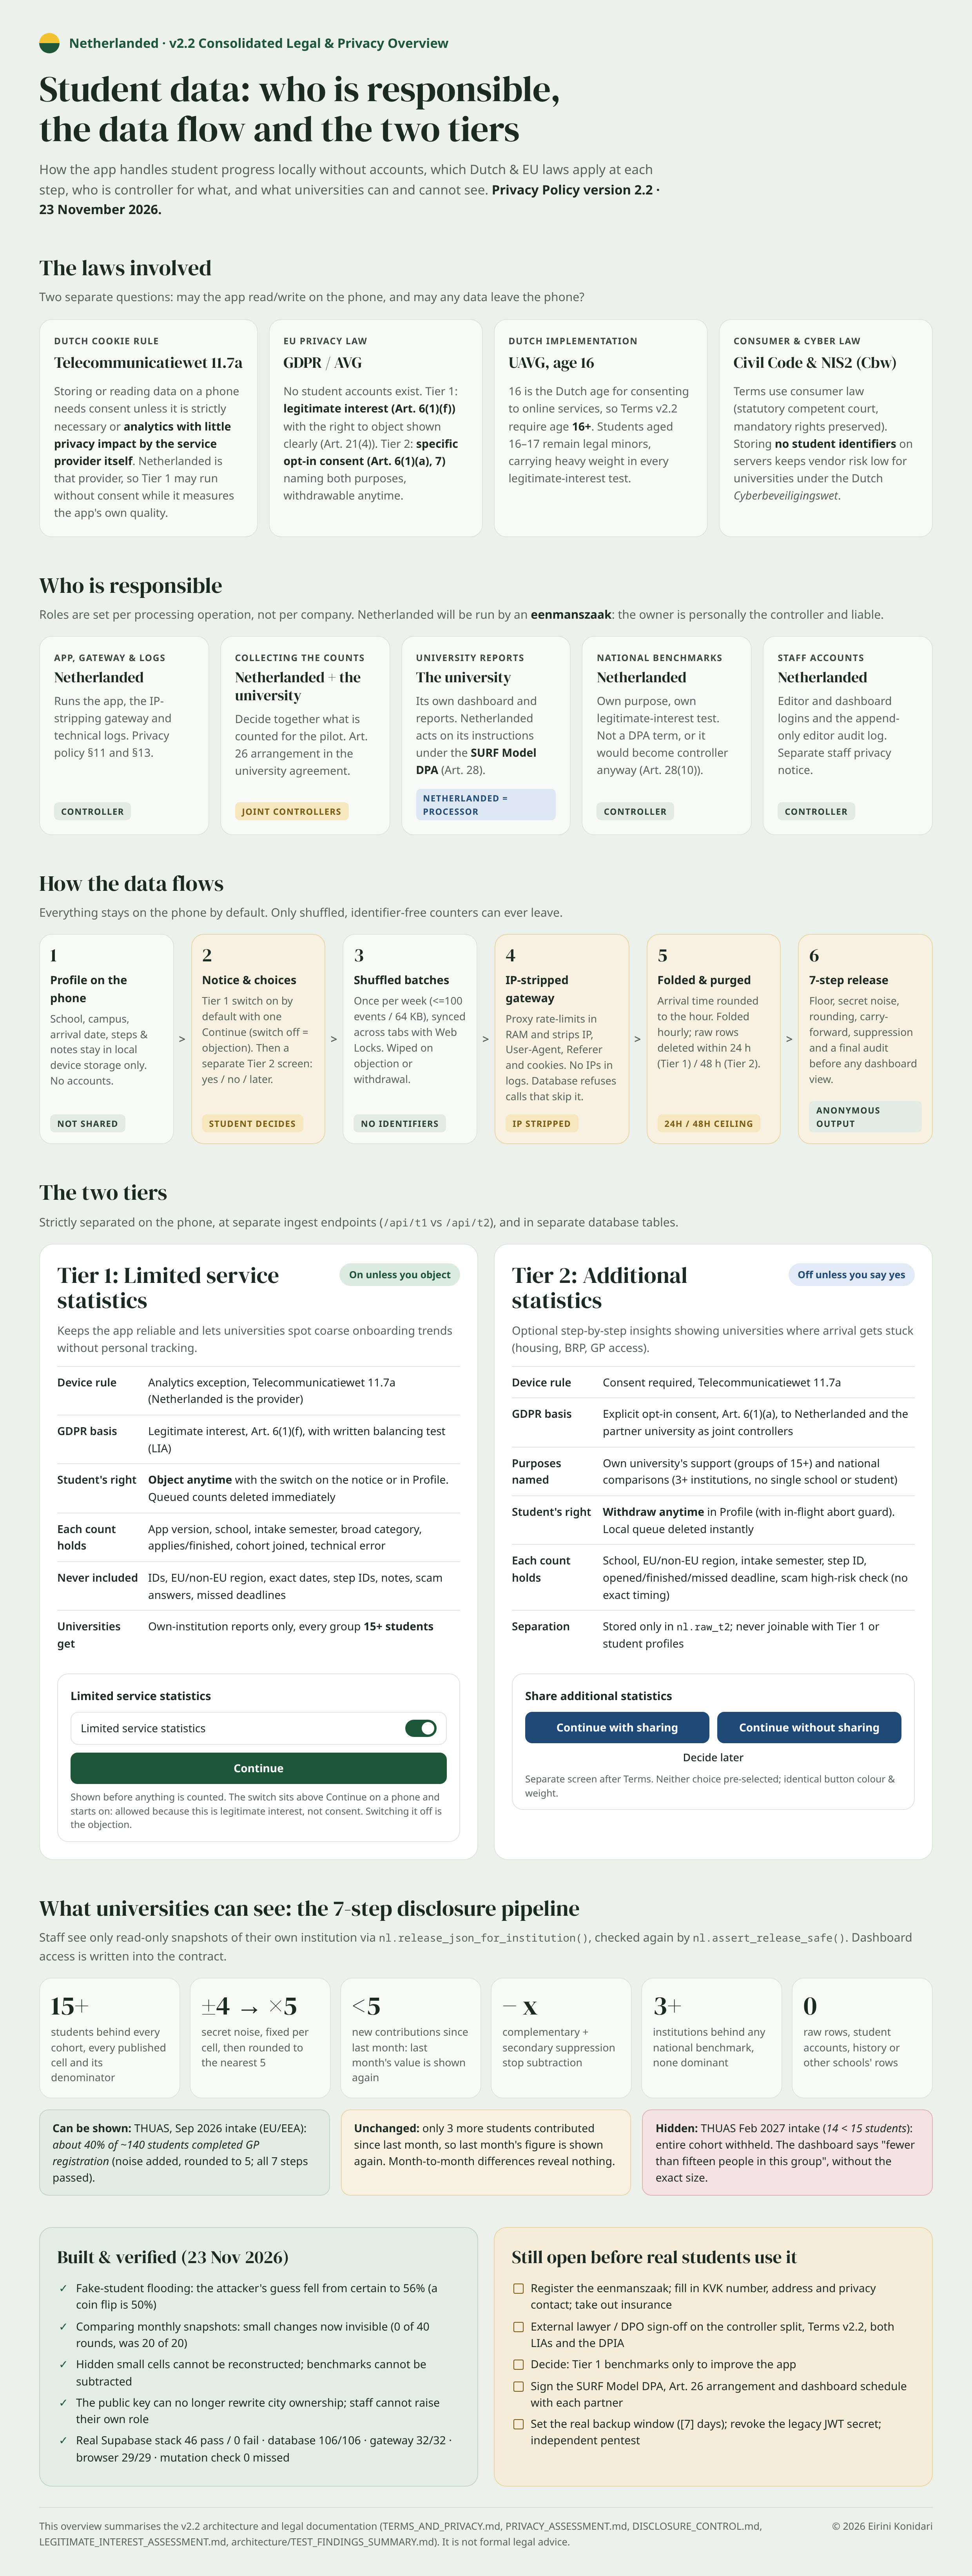 Netherlanded · v2.2 Consolidated Legal & Privacy Overview
Student data: who is responsible,
the data flow and the two tiers
How the app handles student progress locally without accounts, which Dutch & EU laws apply at each
step, who is controller for what, and what universities can and cannot see. Privacy Policy version 2.2 ·
23 November 2026.
The laws involved
Two separate questions: may the app read/write on the phone, and may any data leave the phone?
DUTCH COOKIE RULE
Telecommunicatiewet 11.7a
Storing or reading data on a phone
needs consent unless it is strictly
necessary or analytics with little
privacy impact by the service
provider itself. Netherlanded is
that provider, so Tier 1 may run
without consent while it measures
the app's own quality.
EU PRIVACY LAW
GDPR / AVG
No student accounts exist. Tier 1:
legitimate interest (Art. 6(1)(f))
with the right to object shown
clearly (Art. 21(4)). Tier 2: specific
opt-in consent (Art. 6(1)(a), 7)
naming both purposes,
withdrawable anytime.
DUTCH IMPLEMENTATION
UAVG, age 16
16 is the Dutch age for consenting
to online services, so Terms v2.2
require age 16+. Students aged
16–17 remain legal minors,
carrying heavy weight in every
legitimate-interest test.
CONSUMER & CYBER LAW
Civil Code & NIS2 (Cbw)
Terms use consumer law
(statutory competent court,
mandatory rights preserved).
Storing no student identifiers on
servers keeps vendor risk low for
universities under the Dutch
Cyberbeveiligingswet.
Who is responsible
Roles are set per processing operation, not per company. Netherlanded will be run by an eenmanszaak: the owner is personally the controller and liable.
APP, GATEWAY & LOGS
Netherlanded
Runs the app, the IP-
stripping gateway and
technical logs. Privacy
policy §11 and §13.
CONTROLLER
COLLECTING THE COUNTS
Netherlanded + the
university
Decide together what is
counted for the pilot. Art.
26 arrangement in the
university agreement.
JOINT CONTROLLERS
UNIVERSITY REPORTS
The university
Its own dashboard and
reports. Netherlanded
acts on its instructions
under the SURF Model
DPA (Art. 28).
NETHERLANDED =
PROCESSOR
NATIONAL BENCHMARKS
Netherlanded
Own purpose, own
legitimate-interest test.
Not a DPA term, or it
would become controller
anyway (Art. 28(10)).
CONTROLLER
STAFF ACCOUNTS
Netherlanded
Editor and dashboard
logins and the append-
only editor audit log.
Separate staff privacy
notice.
CONTROLLER
How the data flows
Everything stays on the phone by default. Only shuffled, identifier-free counters can ever leave.
1
Profile on the
phone
School, campus,
arrival date, steps &
notes stay in local
device storage only.
No accounts.
NOT SHARED
>
2
Notice & choices
Tier 1 switch on by
default with one
Continue (switch off =
objection). Then a
separate Tier 2 screen:
yes / no / later.
STUDENT DECIDES
>
3
Shuffled batches
Once per week (<=100
events / 64 KB), synced
across tabs with Web
Locks. Wiped on
objection or
withdrawal.
NO IDENTIFIERS
>
4
IP-stripped
gateway
Proxy rate-limits in
RAM and strips IP,
User-Agent, Referer
and cookies. No IPs in
logs. Database refuses
calls that skip it.
IP STRIPPED
>
5
Folded & purged
Arrival time rounded
to the hour. Folded
hourly; raw rows
deleted within 24 h
(Tier 1) / 48 h (Tier 2).
24H / 48H CEILING
>
6
7-step release
Floor, secret noise,
rounding, carry-
forward, suppression
and a final audit
before any dashboard
view.
ANONYMOUS
OUTPUT
The two tiers
Strictly separated on the phone, at separate ingest endpoints (/api/t1 vs /api/t2), and in separate database tables.
Tier 1: Limited service
statistics
On unless you object
Keeps the app reliable and lets universities spot coarse onboarding trends
without personal tracking.
Device rule
Analytics exception, Telecommunicatiewet 11.7a
(Netherlanded is the provider)
GDPR basis
Legitimate interest, Art. 6(1)(f), with written balancing test
(LIA)
Student's right
Object anytime with the switch on the notice or in Profile.
Queued counts deleted immediately
Each count
holds
App version, school, intake semester, broad category,
applies/finished, cohort joined, technical error
Never included
IDs, EU/non-EU region, exact dates, step IDs, notes, scam
answers, missed deadlines
Universities
get
Own-institution reports only, every group 15+ students
Limited service statistics
Limited service statistics
Continue
Shown before anything is counted. The switch sits above Continue on a phone and
starts on: allowed because this is legitimate interest, not consent. Switching it off is
the objection.
Tier 2: Additional
statistics
Off unless you say yes
Optional step-by-step insights showing universities where arrival gets stuck
(housing, BRP, GP access).
Device rule
Consent required, Telecommunicatiewet 11.7a
GDPR basis
Explicit opt-in consent, Art. 6(1)(a), to Netherlanded and the
partner university as joint controllers
Purposes
named
Own university's support (groups of 15+) and national
comparisons (3+ institutions, no single school or student)
Student's right
Withdraw anytime in Profile (with in-flight abort guard).
Local queue deleted instantly
Each count
holds
School, EU/non-EU region, intake semester, step ID,
opened/finished/missed deadline, scam high-risk check (no
exact timing)
Separation
Stored only in nl.raw_t2; never joinable with Tier 1 or
student profiles
Share additional statistics
Continue with sharing
Continue without sharing
Decide later
Separate screen after Terms. Neither choice pre-selected; identical button colour &
weight.
What universities can see: the 7-step disclosure pipeline
Staff see only read-only snapshots of their own institution via nl.release_json_for_institution(), checked again by nl.assert_release_safe(). Dashboard
access is written into the contract.
15+
students behind every
cohort, every published
cell and its
denominator
±4 → ×5
secret noise, fixed per
cell, then rounded to
the nearest 5
<5
new contributions since
last month: last
month's value is shown
again
− x
complementary +
secondary suppression
stop subtraction
3+
institutions behind any
national benchmark,
none dominant
0
raw rows, student
accounts, history or
other schools' rows
Can be shown: THUAS, Sep 2026 intake (EU/EEA):
about 40% of ~140 students completed GP
registration (noise added, rounded to 5; all 7 steps
passed).
Unchanged: only 3 more students contributed
since last month, so last month's figure is shown
again. Month-to-month differences reveal nothing.
Hidden: THUAS Feb 2027 intake (14 < 15 students):
entire cohort withheld. The dashboard says "fewer
than fifteen people in this group", without the
exact size.
Built & verified (23 Nov 2026)
✓ Fake-student flooding: the attacker's guess fell from certain to 56% (a
coin flip is 50%)
✓ Comparing monthly snapshots: small changes now invisible (0 of 40
rounds, was 20 of 20)
✓ Hidden small cells cannot be reconstructed; benchmarks cannot be
subtracted
✓ The public key can no longer rewrite city ownership; staff cannot raise
their own role
✓ Real Supabase stack 46 pass / 0 fail · database 106/106 · gateway 32/32 ·
browser 29/29 · mutation check 0 missed
Still open before real students use it
Register the eenmanszaak; fill in KVK number, address and privacy
contact; take out insurance
External lawyer / DPO sign-off on the controller split, Terms v2.2, both
LIAs and the DPIA
Decide: Tier 1 benchmarks only to improve the app
Sign the SURF Model DPA, Art. 26 arrangement and dashboard schedule
with each partner
Set the real backup window ([7] days); revoke the legacy JWT secret;
independent pentest
This overview summarises the v2.2 architecture and legal documentation (TERMS_AND_PRIVACY.md, PRIVACY_ASSESSMENT.md, DISCLOSURE_CONTROL.md,
LEGITIMATE_INTEREST_ASSESSMENT.md, architecture/TEST_FINDINGS_SUMMARY.md). It is not formal legal advice.
© 2026 Eirini Konidari